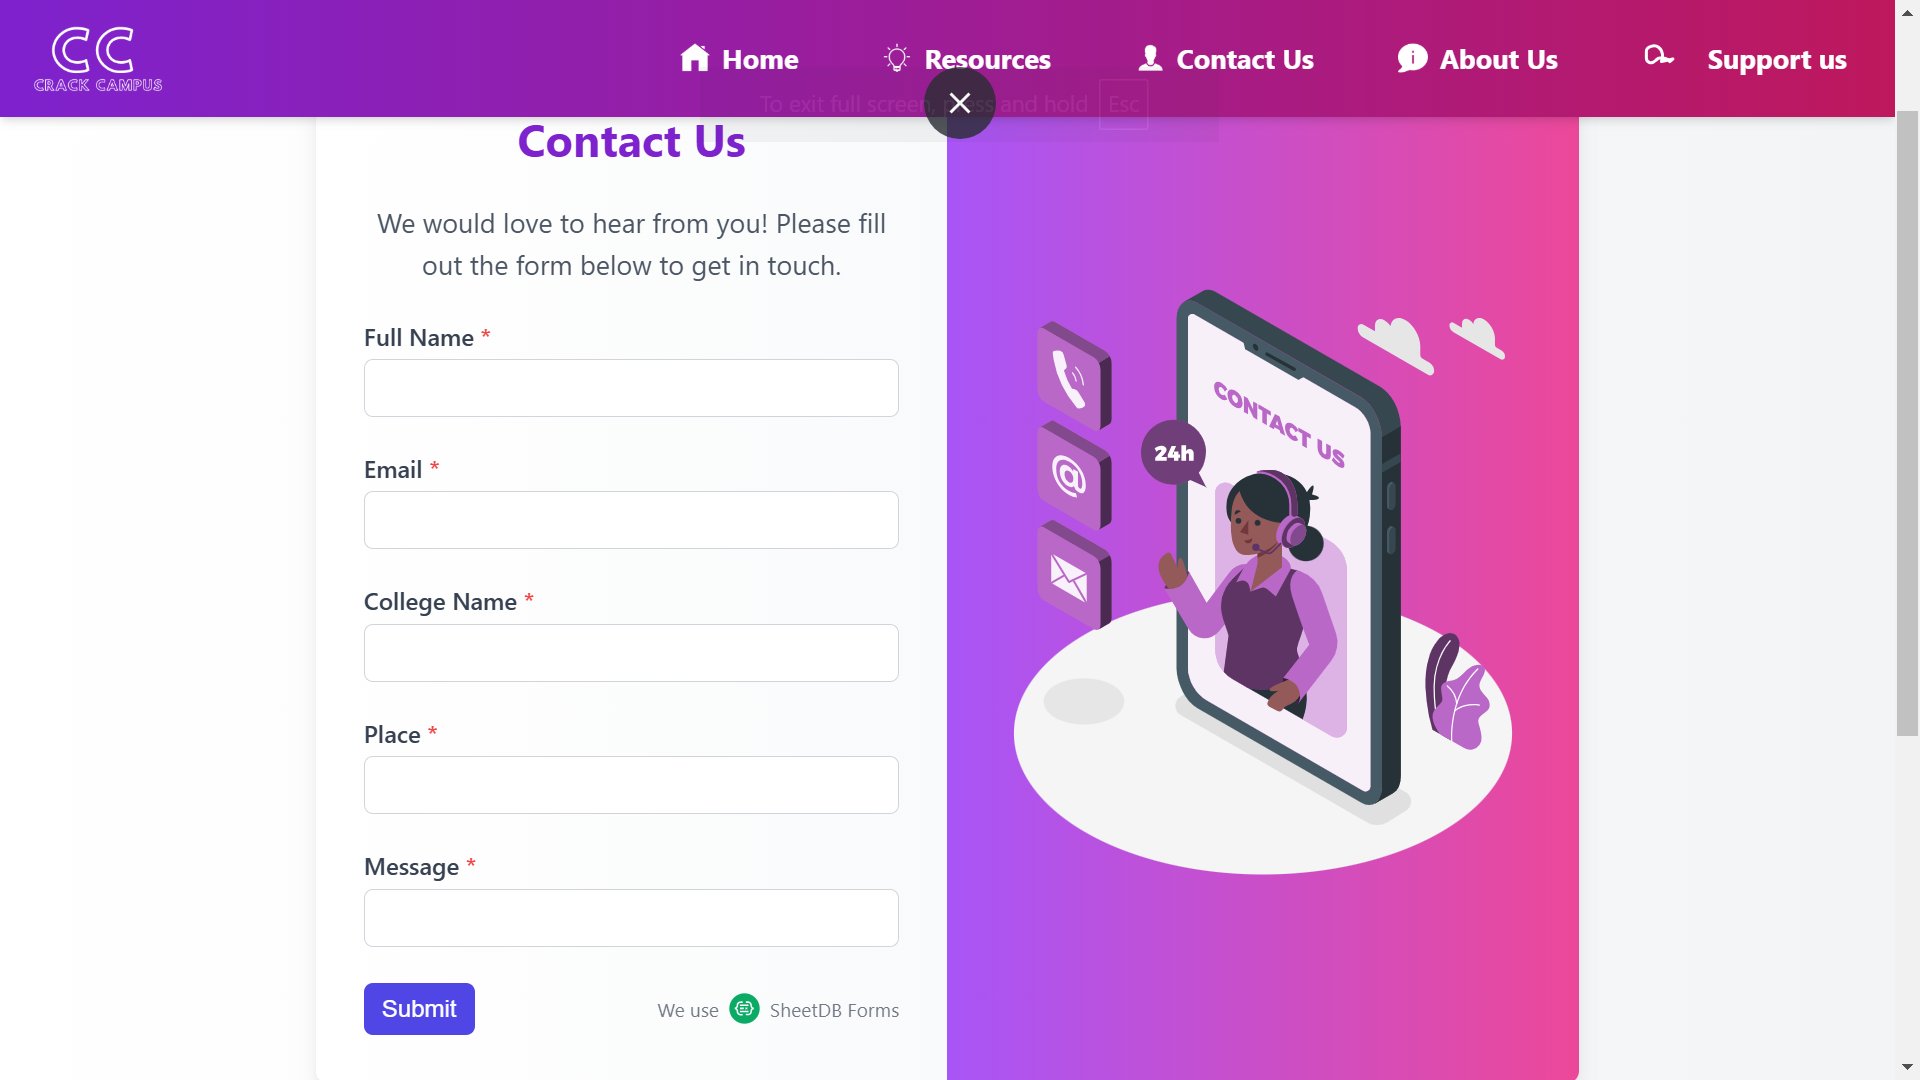 CC
CRACK CAMPUS
Home
Resources
Contact Us
About Us
Support us
To exit full screen, press and hold Esc
Contact Us
We would love to hear from you! Please fill
out the form below to get in touch.
Full Name *
Email *
College Name *
Place *
Message *
Submit
We use SheetDB Forms
CONTACT US
24h